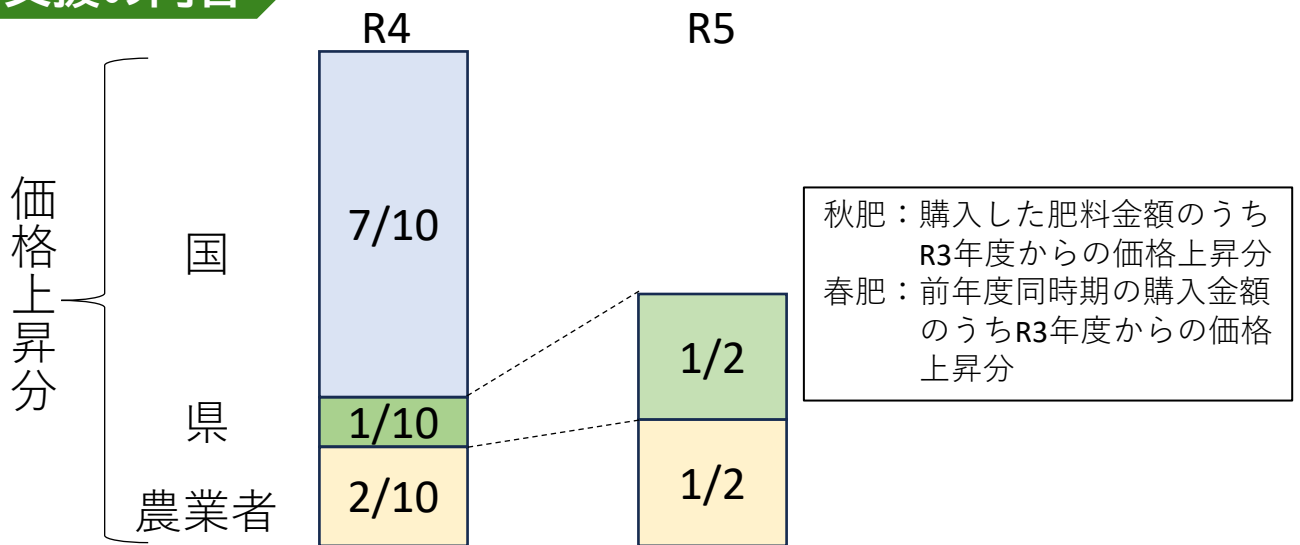 R4
R5
価格上昇分
国
県
農業者
7/10
1/10
2/10
1/2
1/2
秋肥：購入した肥料金額のうち
R3年度からの価格上昇分
春肥：前年度同時期の購入金額
のうちR3年度からの価格
上昇分